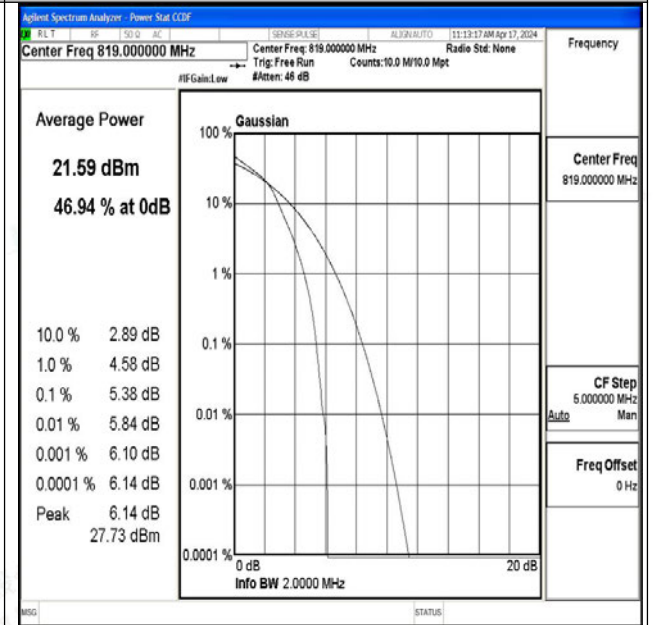 Agilent Spectrum Analyzer - Power Stat CCDF
RLT RF 50 Ω AC SENSE:PULSE ALIGNAUTO 11:13:17 AM Apr 17, 2024
Center Freq 819.000000 MHz
Center Freq: 819.000000 MHz Radio Std: None
Trig: Free Run Counts:10.0 M/10.0 Mpt
#IFGain:Low #Atten: 46 dB
Frequency
Average Power
21.59 dBm
46.94 % at 0dB
10.0 % 2.89 dB
1.0 % 4.58 dB
0.1 % 5.38 dB
0.01 % 5.84 dB
0.001 % 6.10 dB
0.0001 % 6.14 dB
Peak 6.14 dB
27.73 dBm
Gaussian
100 %
10 %
1 %
0.1 %
0.01 %
0.001 %
0.0001 %
0 dB 20 dB
Info BW 2.0000 MHz
Center Freq
819.000000 MHz
CF Step
5.000000 MHz
Auto Man
Freq Offset
0 Hz
MSG STATUS